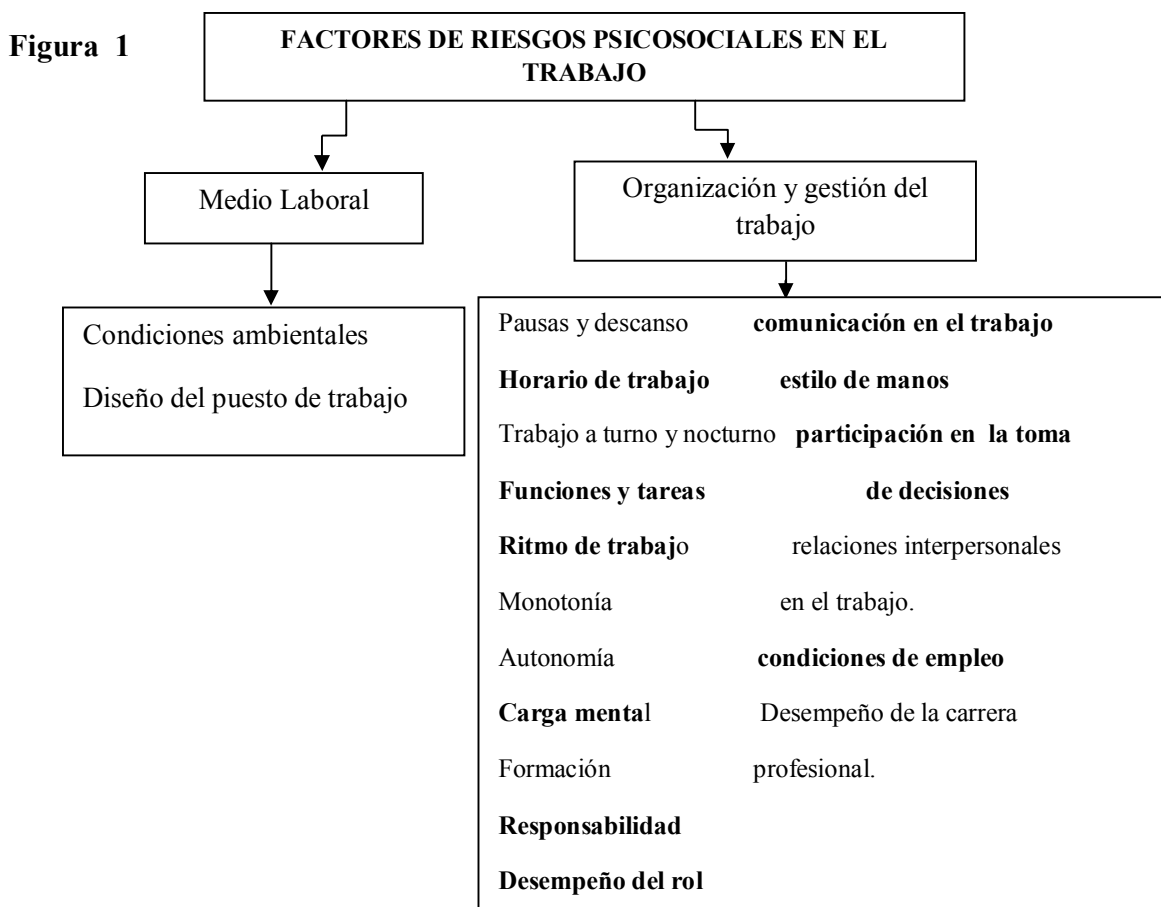 Figura 1
FACTORES DE RIESGOS PSICOSOCIALES EN EL
TRABAJO
Medio Laboral
Organización y gestión del
trabajo
Condiciones ambientales
Diseño del puesto de trabajo
Pausas y descanso comunicación en el trabajo
Horario de trabajo estilo de manos
Trabajo a turno y nocturno participación en la toma
Funciones y tareas de decisiones
Ritmo de trabajo relaciones interpersonales
Monotonía en el trabajo.
Autonomía condiciones de empleo
Carga mental Desempeño de la carrera
Formación profesional.
Responsabilidad
Desempeño del rol